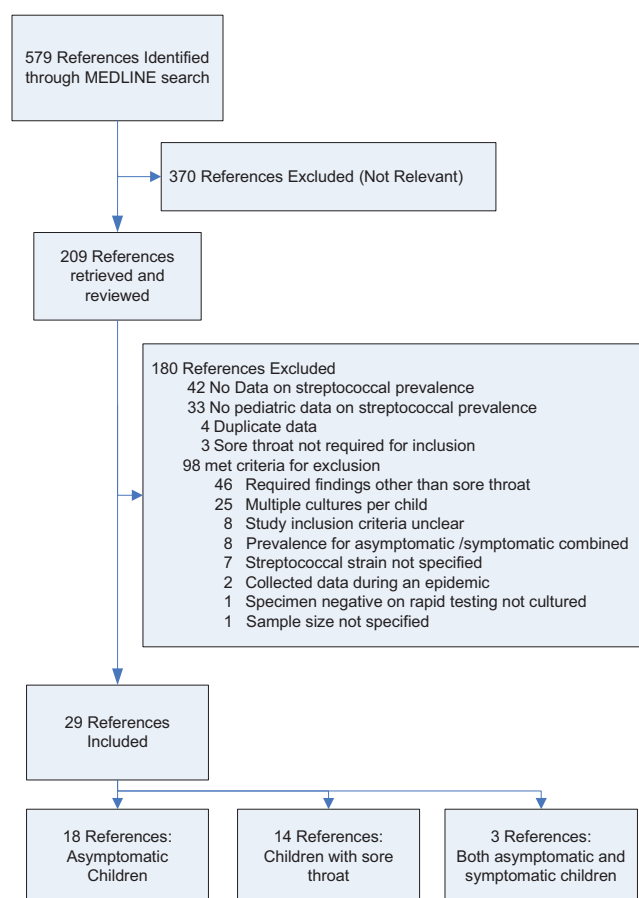 579 References Identified
through MEDLINE search
370 References Excluded (Not Relevant)
209 References
retrieved and
reviewed
180 References Excluded
42 No Data on streptococcal prevalence
33 No pediatric data on streptococcal prevalence
4 Duplicate data
3 Sore throat not required for inclusion
98 met criteria for exclusion
46 Required findings other than sore throat
25 Multiple cultures per child
8 Study inclusion criteria unclear
8 Prevalence for asymptomatic /symptomatic combined
7 Streptococcal strain not specified
2 Collected data during an epidemic
1 Specimen negative on rapid testing not cultured
1 Sample size not specified
29 References
Included
18 References:
Asymptomatic
Children
14 References:
Children with sore
throat
3 References:
Both asymptomatic and
symptomatic children